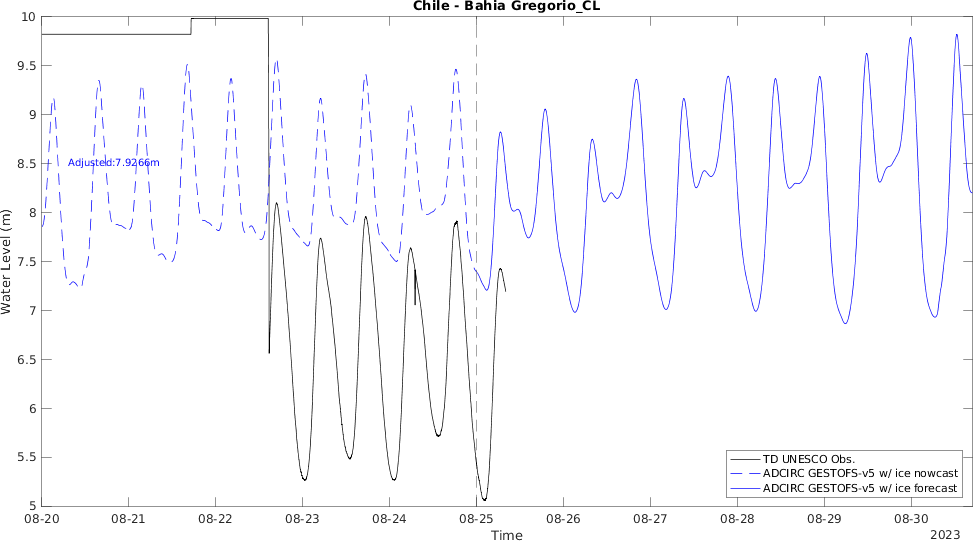 Chile - Bahia Gregorio_CL
10
9.5
9
8.5
8
7.5
7
6.5
6
5.5
5
Water Level (m)
Adjusted:7.9266m
TD UNESCO Obs.
ADCIRC GESTOFS-v5 w/ ice nowcast
ADCIRC GESTOFS-v5 w/ ice forecast
08-20 08-21 08-22 08-23 08-24 08-25 08-26 08-27 08-28 08-29 08-30
Time
2023